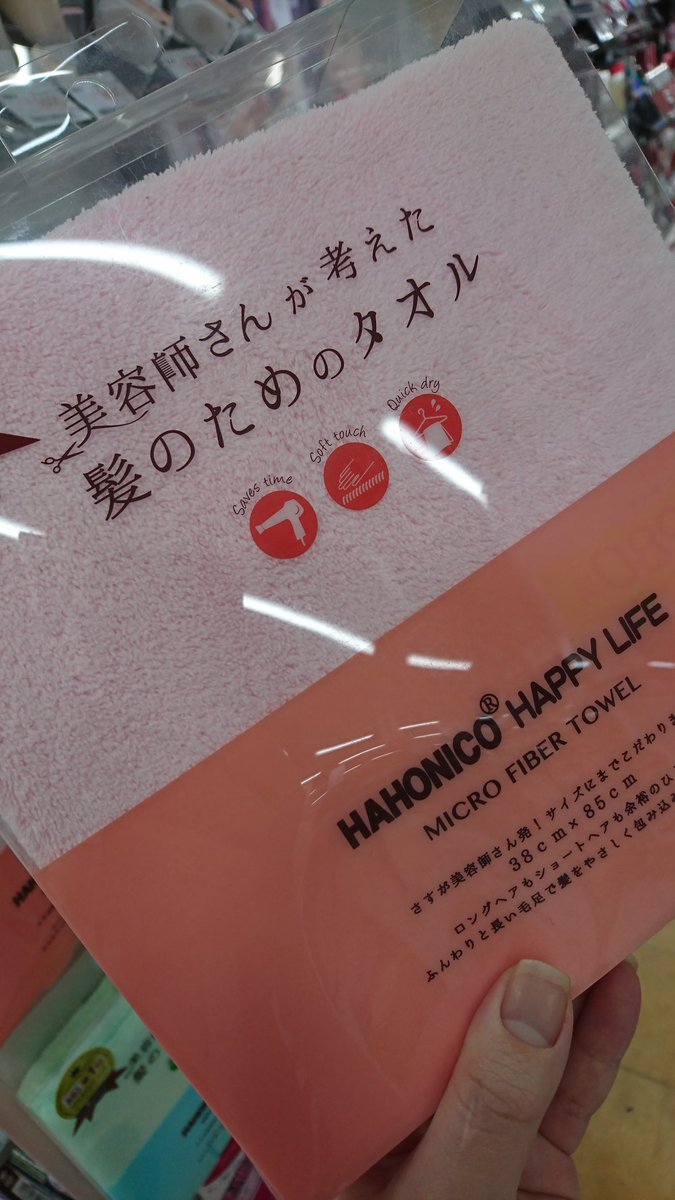 美容師さんが考えた
髪のためのタオル
Saves time
Soft touch
Quick dry
HAHONICO® HAPPY LIFE
MICRO FIBER TOWEL
さすが美容師さん発！サイズにまでこだわりま
38cm×85cm
ロングヘアもショートヘアも余裕のひ
ふんわりと長い毛足で髪をやさしく包み込